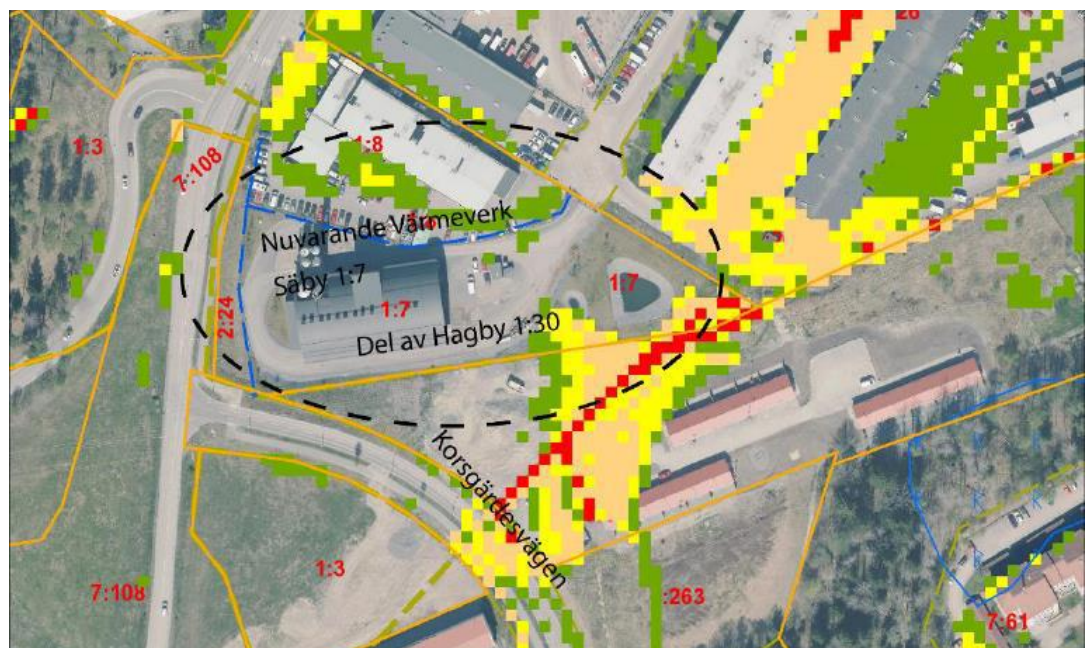 26
1:3
7:108
1:8
Nuvarande Värmeverk
Säby 1:7
1:7
1:7
2:24
Del av Hagby 1:30
Korsgärdesvägen
1:3
7:108
:263
7:61
K
K
K
K